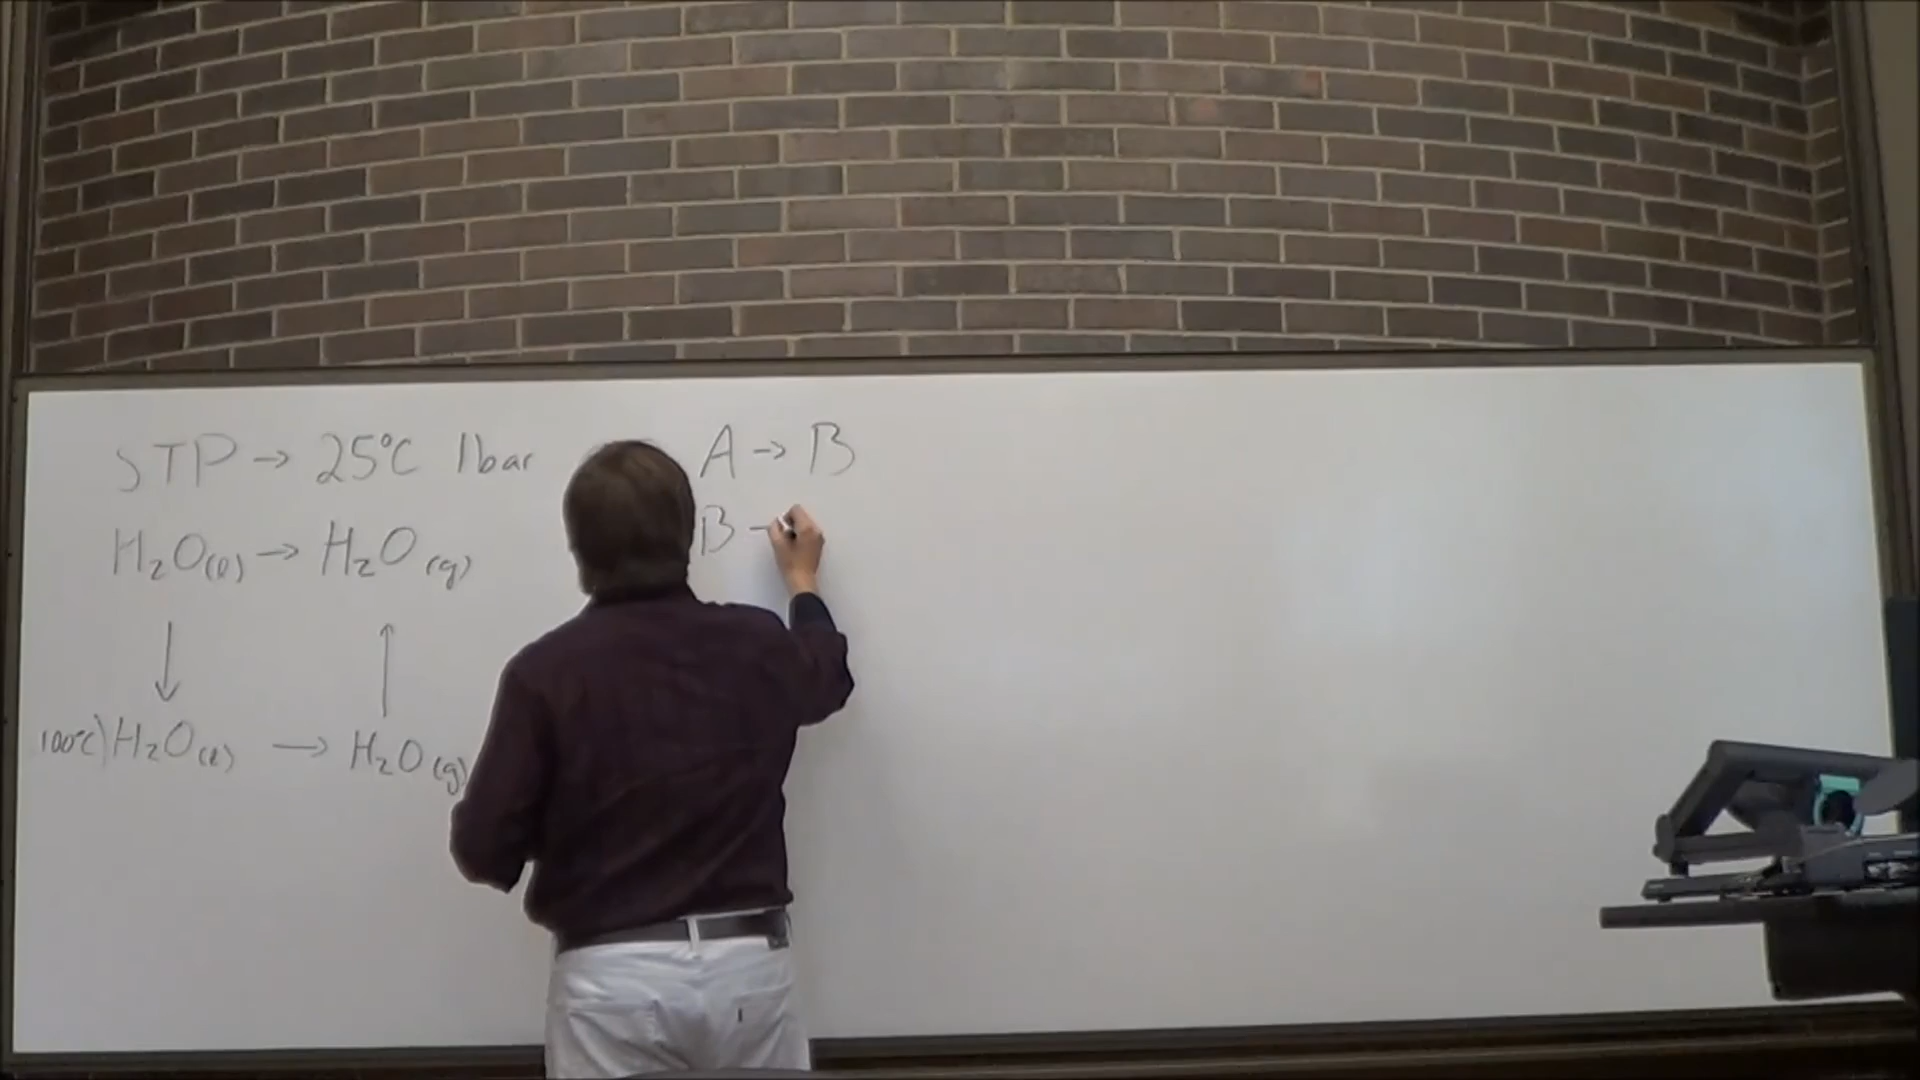 STP → 25°C 1bar
H₂O(l) → H₂O(g)
↓ ↑
100°C) H₂O(l) → H₂O(g)
A → B
B →